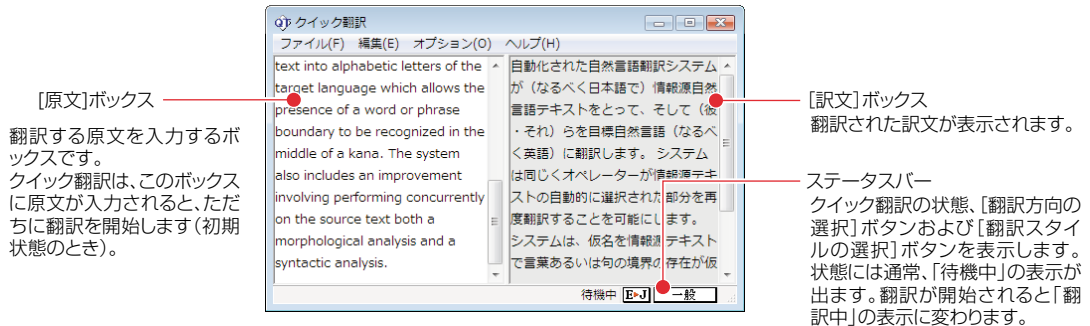 クイック翻訳
ファイル(F) 編集(E) オプション(O) ヘルプ(H)
text into alphabetic letters of the
target language which allows the
presence of a word or phrase
boundary to be recognized in the
middle of a kana. The system
also includes an improvement
involving performing concurrently
on the source text both a
morphological analysis and a
syntactic analysis.
自動化された自然言語翻訳システム
が（なるべく日本語で）情報源自然
言語テキストをとって、そして（仮
・それ）らを目標自然言語（なるべ
く英語）に翻訳します。 システム
は同じくオペレーターが情報源テキ
ストの自動的に選択された部分を再
度翻訳することを可能にします。
システムは、仮名を情報源テキスト
で言葉あるいは句の境界の存在が仮
待機中 E▸J 一般
[原文]ボックス
翻訳する原文を入力するボ
ックスです。
クイック翻訳は、このボックス
に原文が入力されると、ただ
ちに翻訳を開始します（初期
状態のとき）。
[訳文]ボックス
翻訳された訳文が表示されます。
ステータスバー
クイック翻訳の状態、[翻訳方向の
選択]ボタンおよび[翻訳スタイ
ルの選択]ボタンを表示します。
状態には通常、「待機中」の表示が
出ます。翻訳が開始されると「翻
訳中」の表示に変わります。